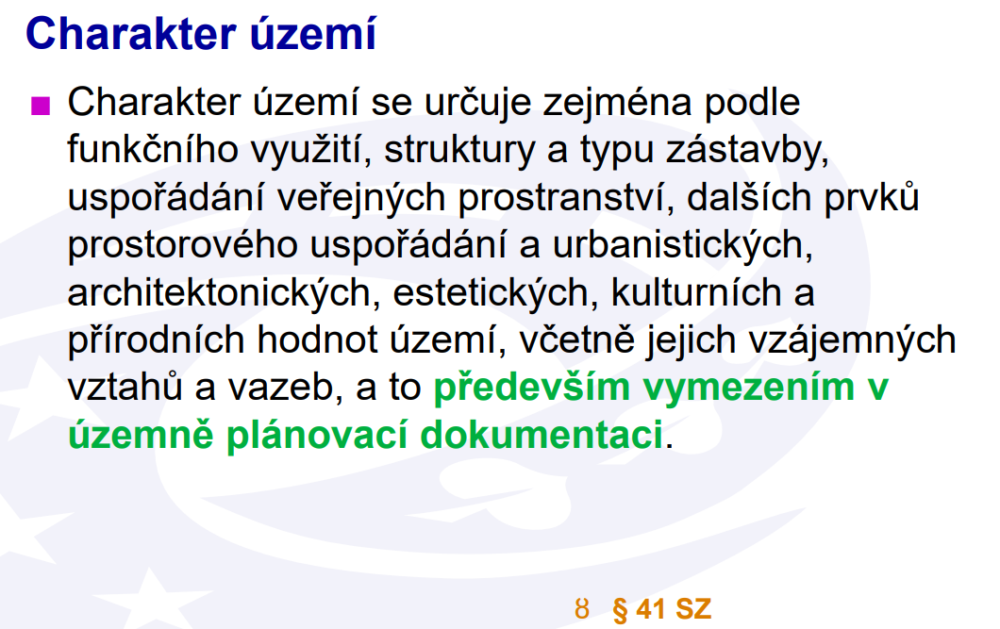 Charakter území
Charakter území se určuje zejména podle
funkčního využití, struktury a typu zástavby,
uspořádání veřejných prostranství, dalších prvků
prostorového uspořádání a urbanistických,
architektonických, estetických, kulturních a
přírodních hodnot území, včetně jejich vzájemných
vztahů a vazeb, a to především vymezením v
územně plánovací dokumentaci.
8 § 41 SZ